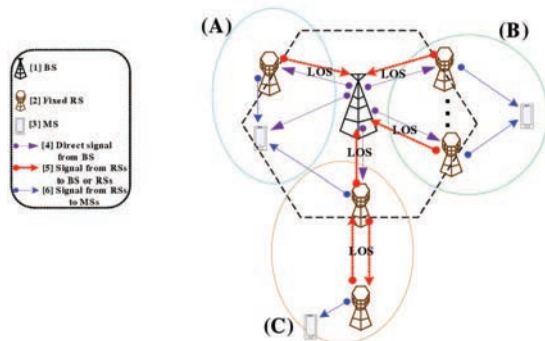 (A)
(B)
[1] BS
[2] Fixed RS
[3] MS
[4] Direct signal
from BS
[5] Signal from RSs
to BS or RSs
[6] Signal from RSs
to MSs
LOS
LOS
LOS
LOS
LOS
(C)